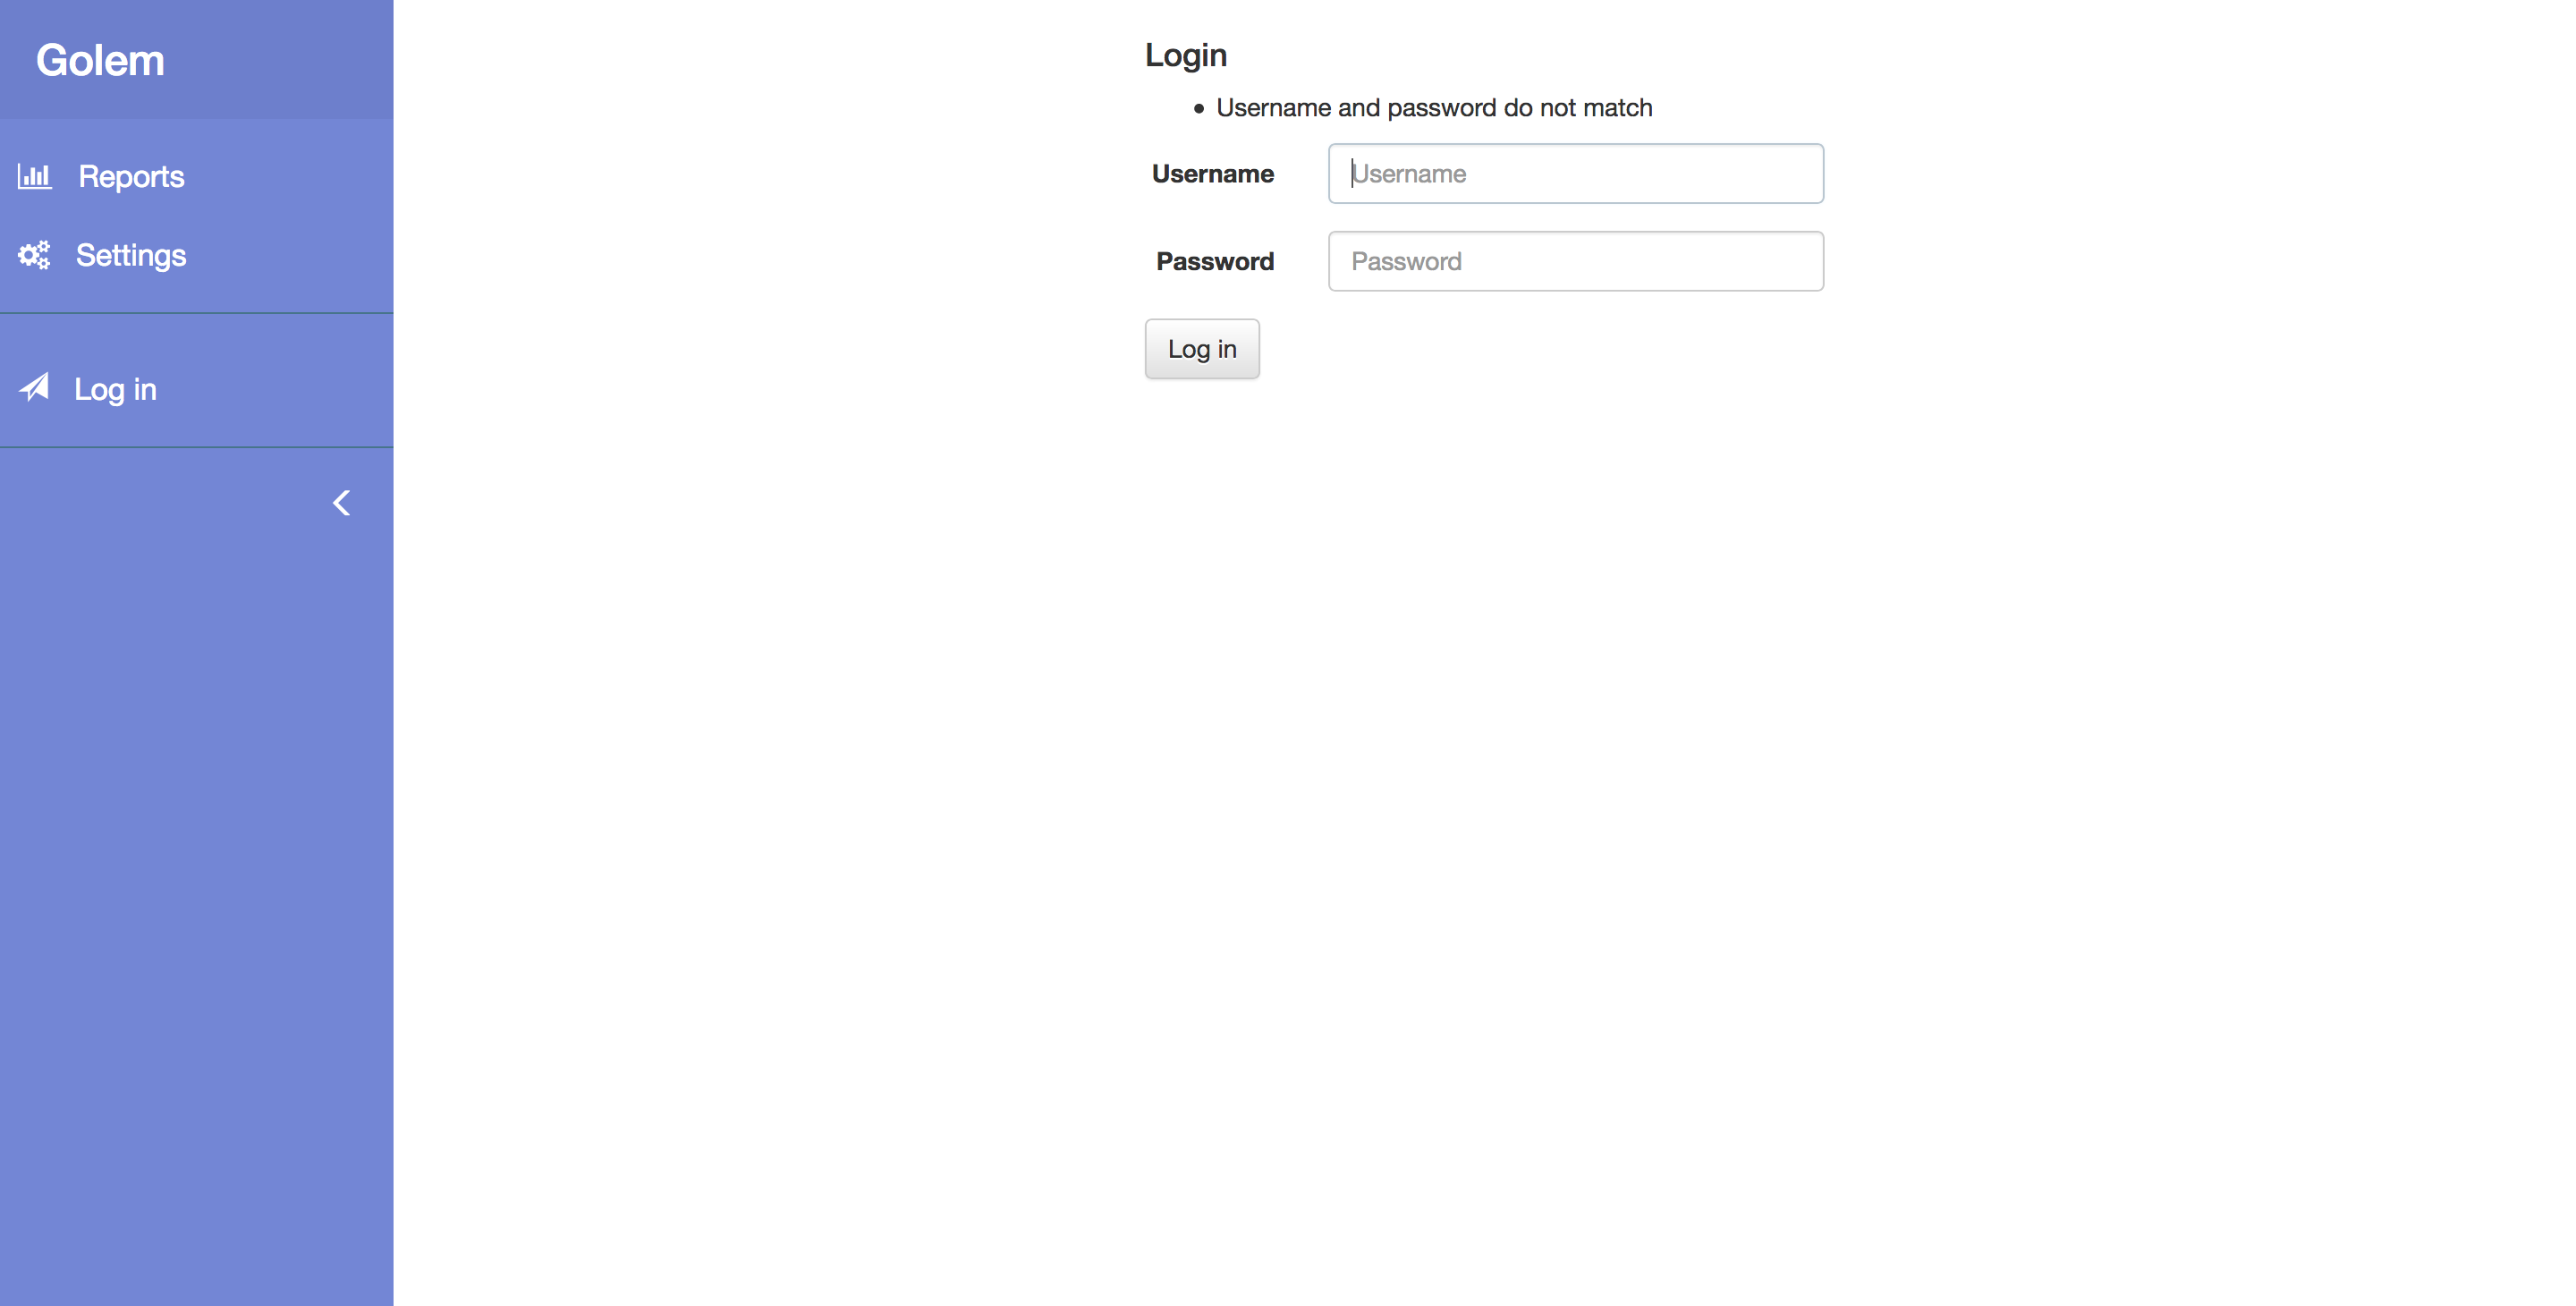 Golem
Reports
Settings
Log in
Login
Username and password do not match
Username
Username
Password
Password
Log in